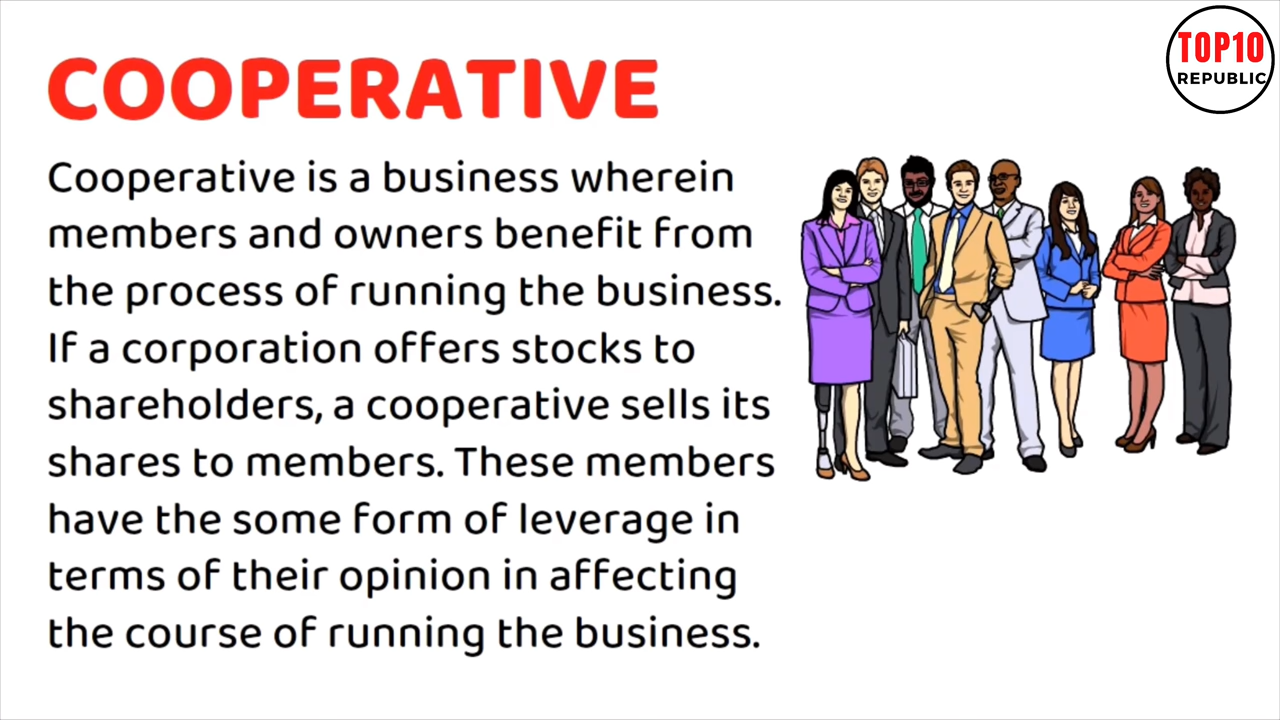 COOPERATIVE
TOP10
REPUBLIC
Cooperative is a business wherein
members and owners benefit from
the process of running the business.
If a corporation offers stocks to
shareholders, a cooperative sells its
shares to members. These members
have the some form of leverage in
terms of their opinion in affecting
the course of running the business.